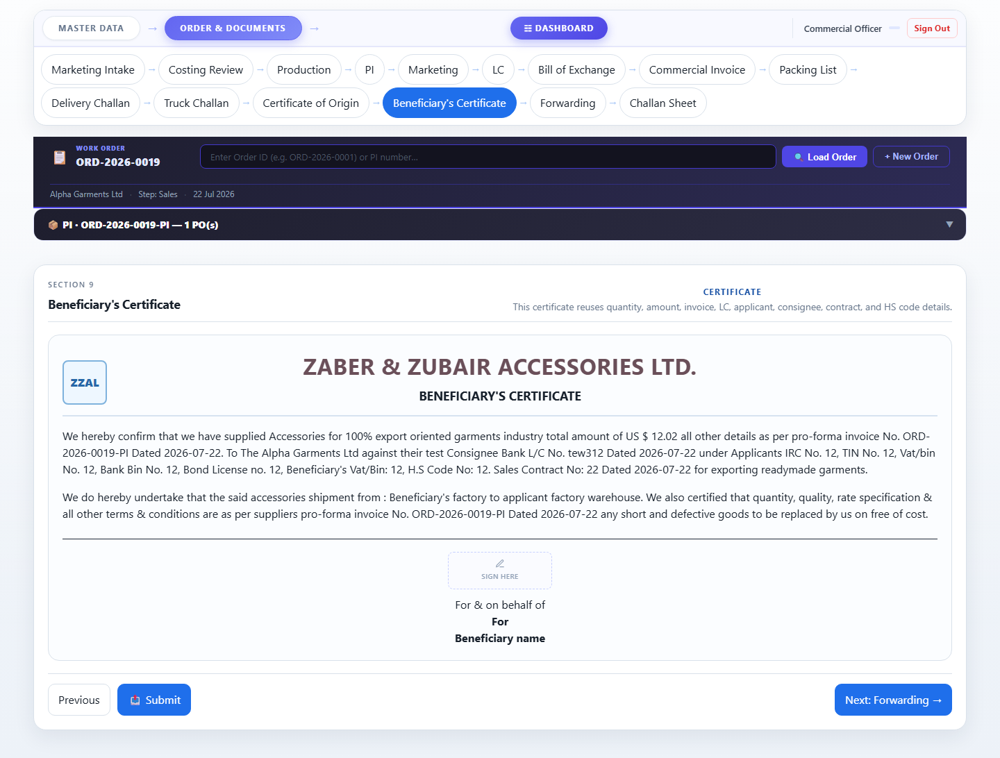 MASTER DATA → ORDER & DOCUMENTS → DASHBOARD Commercial Officer Sign Out
Marketing Intake → Costing Review → Production → PI → Marketing → LC → Bill of Exchange → Commercial Invoice → Packing List →
Delivery Challan → Truck Challan → Certificate of Origin → Beneficiary's Certificate → Forwarding → Challan Sheet
WORK ORDER
ORD-2026-0019
Enter Order ID (e.g. ORD-2026-0001) or PI number...
Load Order
+ New Order
Alpha Garments Ltd · Step: Sales · 22 Jul 2026
PI · ORD-2026-0019-PI — 1 PO(s) ▼
SECTION 9
Beneficiary's Certificate
CERTIFICATE
This certificate reuses quantity, amount, invoice, LC, applicant, consignee, contract, and HS code details.
ZZAL
ZABER & ZUBAIR ACCESSORIES LTD.
BENEFICIARY'S CERTIFICATE
We hereby confirm that we have supplied Accessories for 100% export oriented garments industry total amount of US $ 12.02 all other details as per pro-forma invoice No. ORD-
2026-0019-PI Dated 2026-07-22. To The Alpha Garments Ltd against their test Consignee Bank L/C No. tew312 Dated 2026-07-22 under Applicants IRC No. 12, TIN No. 12, Vat/bin
No. 12, Bank Bin No. 12, Bond License no. 12, Beneficiary's Vat/Bin: 12, H.S Code No: 12. Sales Contract No: 22 Dated 2026-07-22 for exporting readymade garments.
We do hereby undertake that the said accessories shipment from : Beneficiary's factory to applicant factory warehouse. We also certified that quantity, quality, rate specification &
all other terms & conditions are as per suppliers pro-forma invoice No. ORD-2026-0019-PI Dated 2026-07-22 any short and defective goods to be replaced by us on free of cost.
SIGN HERE
For & on behalf of
For
Beneficiary name
Previous
Submit
Next: Forwarding →